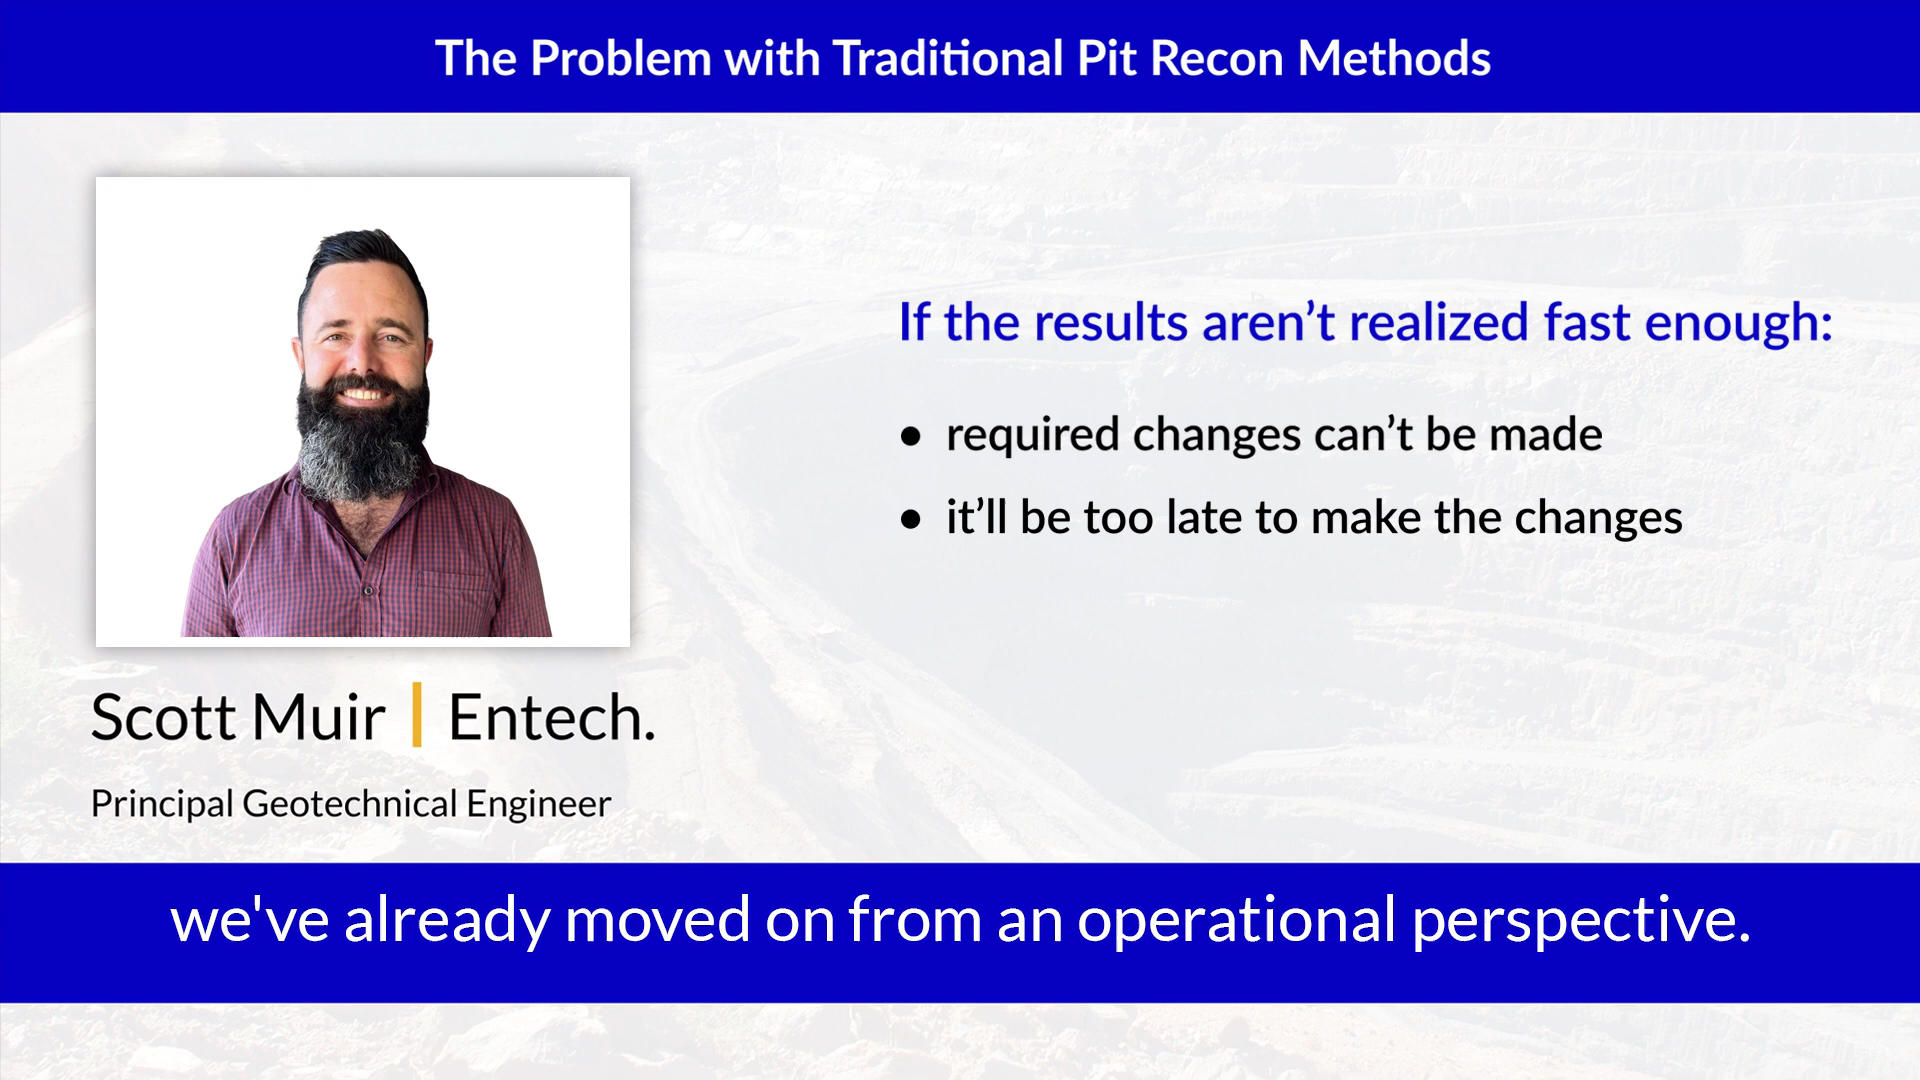 The Problem with Traditional Pit Recon Methods
If the results aren’t realized fast enough:
• required changes can’t be made
• it’ll be too late to make the changes
Scott Muir | Entech.
Principal Geotechnical Engineer
we've already moved on from an operational perspective.